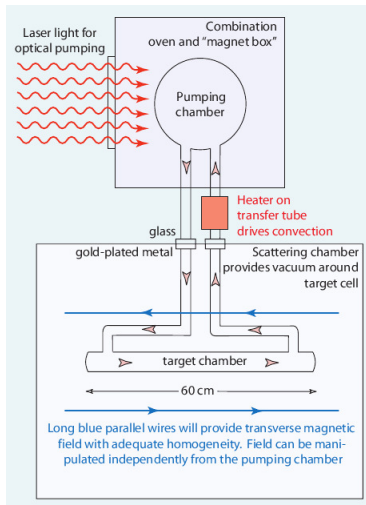 Combination
oven and “magnet box”
Laser light for
optical pumping
Pumping
chamber
Heater on
transfer tube
drives convection
glass
gold-plated metal
Scattering chamber
provides vacuum around
target cell
target chamber
60 cm
Long blue parallel wires will provide transverse magnetic
field with adequate homogeneity. Field can be mani-
pulated independently from the pumping chamber